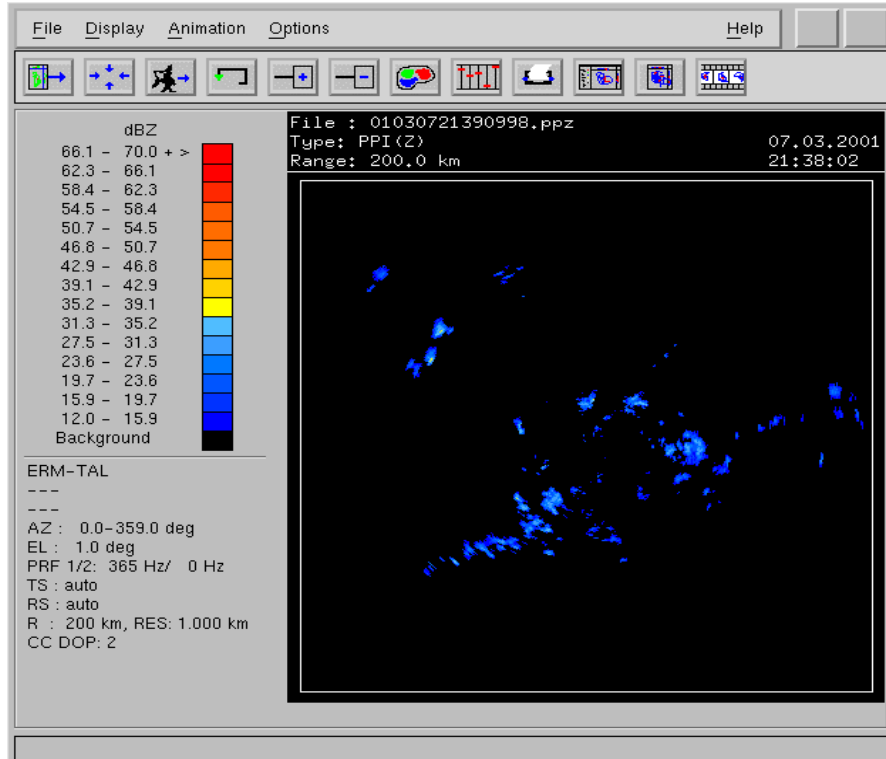 File Display Animation Options Help
File : 01030721390998.ppz
Type: PPI(Z) 07.03.2001
Range: 200.0 km 21:38:02
dBZ
66.1 – 70.0 + >
62.3 – 66.1
58.4 – 62.3
54.5 – 58.4
50.7 – 54.5
46.8 – 50.7
42.9 – 46.8
39.1 – 42.9
35.2 – 39.1
31.3 – 35.2
27.5 – 31.3
23.6 – 27.5
19.7 – 23.6
15.9 – 19.7
12.0 – 15.9
Background
ERM-TAL
---
---
AZ : 0.0-359.0 deg
EL : 1.0 deg
PRF 1/2: 365 Hz/ 0 Hz
TS : auto
RS : auto
R : 200 km, RES: 1.000 km
CC DOP: 2